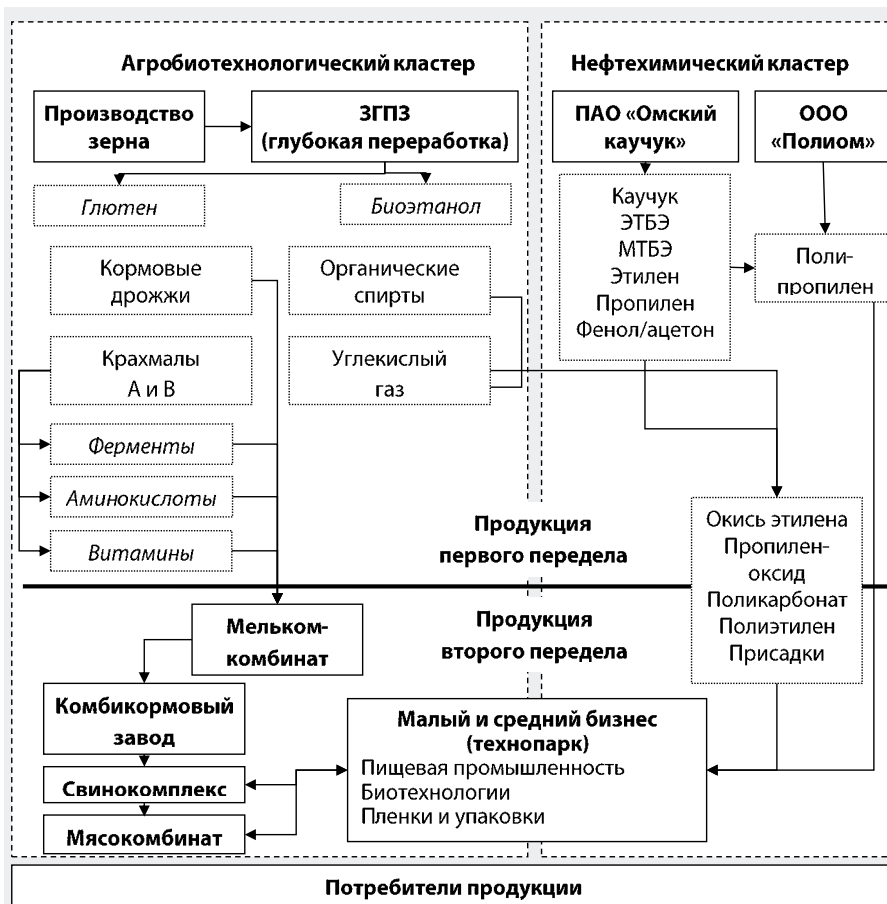 Агробиотехнологический кластер
Производство
зерна
ЗГПЗ
(глубокая переработка)
Глютен
Биоэтанол
Кормовые
дрожжи
Органические
спирты
Крахмалы
А и В
Углекислый
газ
Ферменты
Аминокислоты
Витамины
Нефтехимический кластер
ПАО «Омский
каучук»
ООО
«Полиом»
Каучук
ЭТБЭ
МТБЭ
Этилен
Пропилен
Фенол/ацетон
Поли-
пропилен
Продукция
первого передела
Окись этилена
Пропилен-
оксид
Поликарбонат
Полиэтилен
Присадки
Продукция
второго передела
Мельком-
комбинат
Комбикормовый
завод
Свинокомплекс
Мясокомбинат
Малый и средний бизнес
(технопарк)
Пищевая промышленность
Биотехнологии
Пленки и упаковки
Потребители продукции